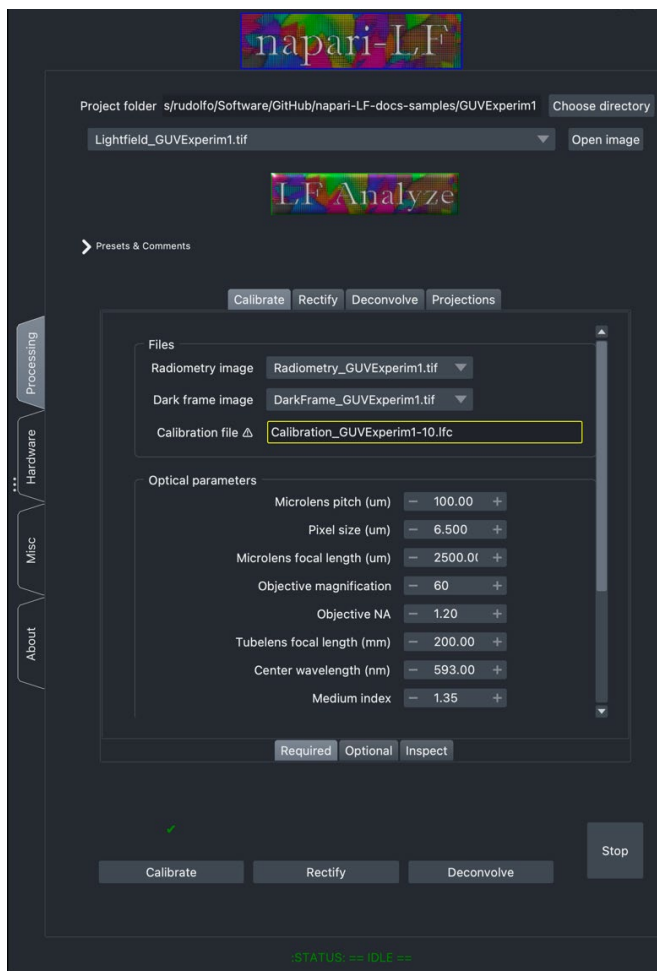 napari-LF
Project folder s/rudolfo/Software/GitHub/napari-LF-docs-samples/GUVExperim1 Choose directory
Lightfield_GUVExperim1.tif Open image
LF Analyze
Presets & Comments
Calibrate Rectify Deconvolve Projections
Processing
Hardware
Misc
About
Files
Radiometry image Radiometry_GUVExperim1.tif
Dark frame image DarkFrame_GUVExperim1.tif
Calibration file ⚠ Calibration_GUVExperim1-10.lfc
Optical parameters
Microlens pitch (um) − 100.00 +
Pixel size (um) − 6.500 +
Microlens focal length (um) − 2500.0( +
Objective magnification − 60 +
Objective NA − 1.20 +
Tubelens focal length (mm) − 200.00 +
Center wavelength (nm) − 593.00 +
Medium index − 1.35 +
Required Optional Inspect
✓
Stop
Calibrate Rectify Deconvolve
:STATUS: == IDLE ==